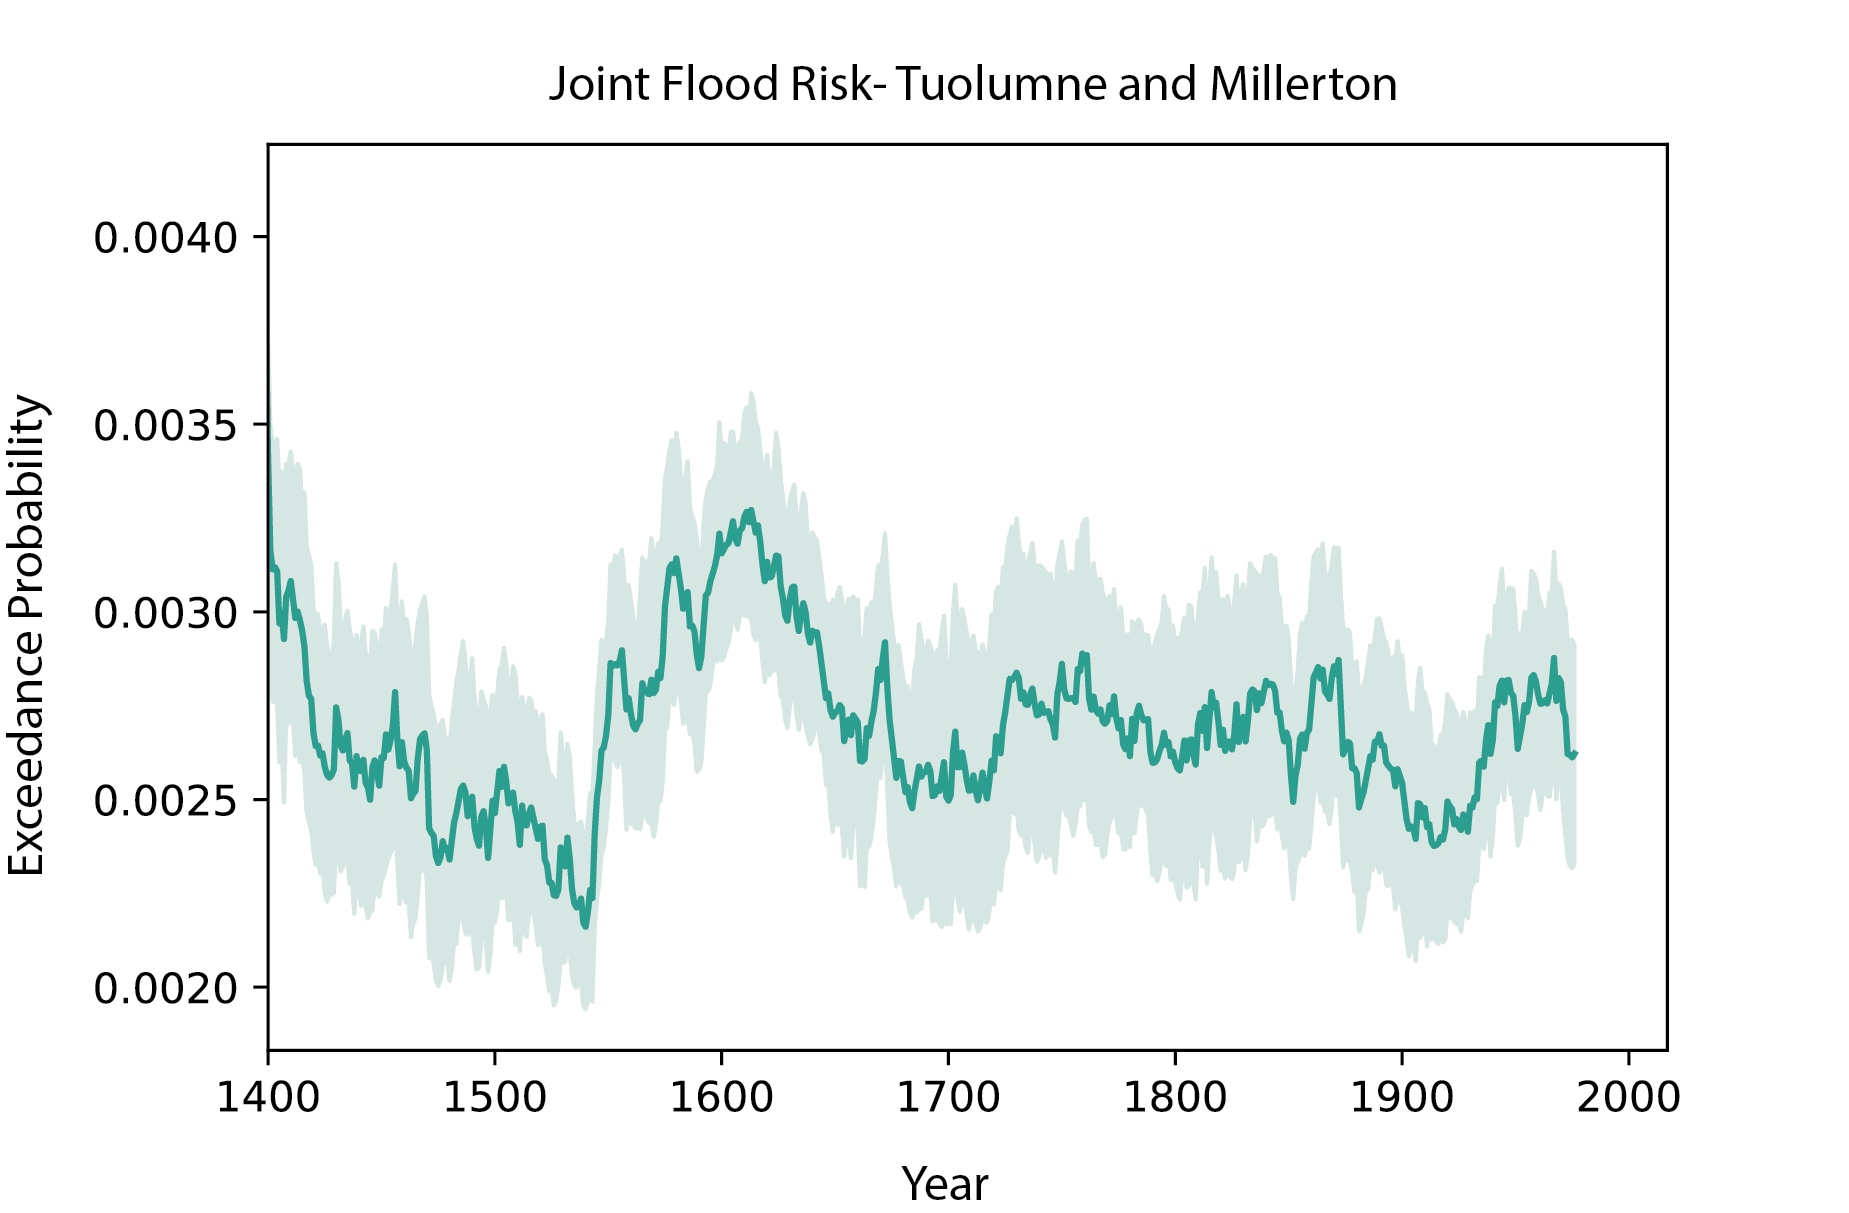 Joint Flood Risk- Tuolumne and Millerton
Exceedance Probability
0.0040
0.0035
0.0030
0.0025
0.0020
1400 1500 1600 1700 1800 1900 2000
Year